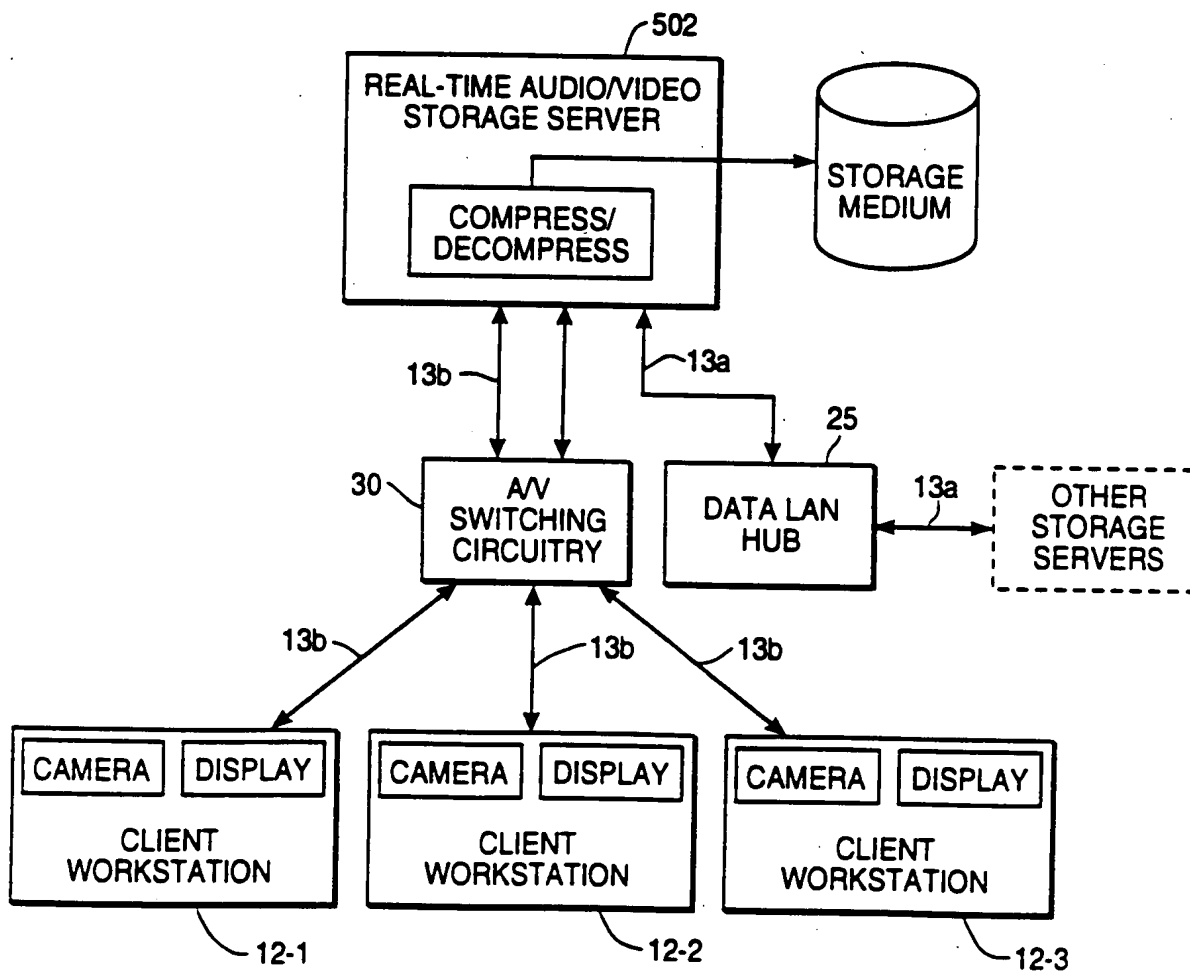 502
REAL-TIME AUDIO/VIDEO
STORAGE SERVER
COMPRESS/
DECOMPRESS
STORAGE
MEDIUM
13b
13a
25
30
A/V
SWITCHING
CIRCUITRY
DATA LAN
HUB
13a
OTHER
STORAGE
SERVERS
13b
13b
13b
CAMERA
DISPLAY
CLIENT
WORKSTATION
CAMERA
DISPLAY
CLIENT
WORKSTATION
CAMERA
DISPLAY
CLIENT
WORKSTATION
12-1
12-2
12-3